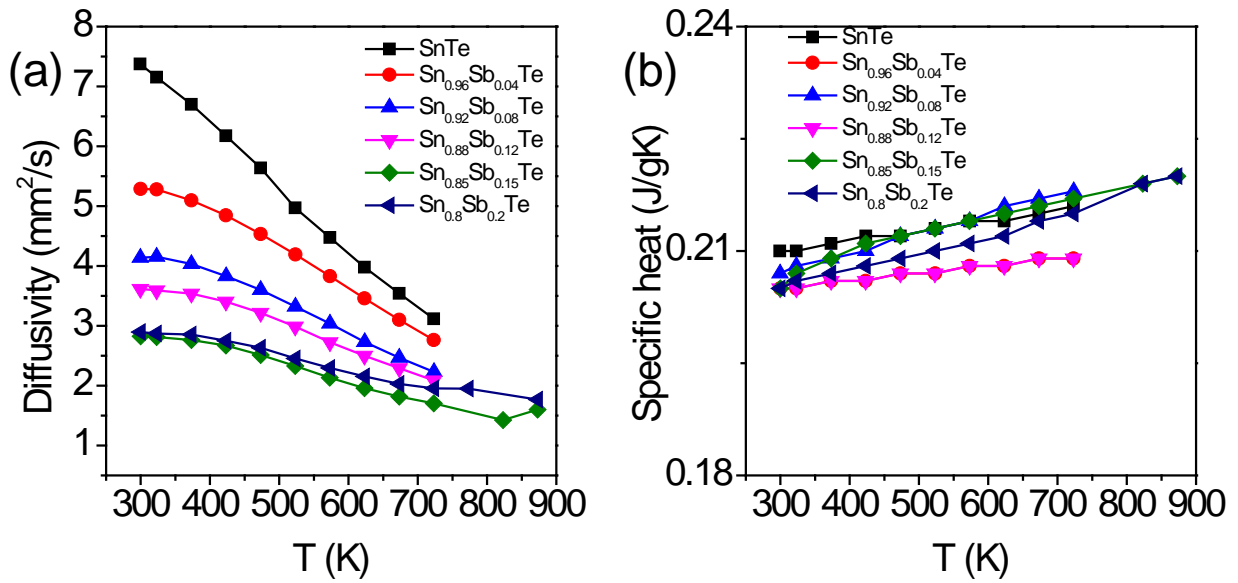 (a)
Diffusivity (mm²/s)
8
7
6
5
4
3
2
1
300 400 500 600 700 800 900
T (K)
SnTe
Sn₀.₉₆Sb₀.₀₄Te
Sn₀.₉₂Sb₀.₀₈Te
Sn₀.₈₈Sb₀.₁₂Te
Sn₀.₈₅Sb₀.₁₅Te
Sn₀.₈Sb₀.₂Te
(b)
Specific heat (J/gK)
0.24
0.21
0.18
300 400 500 600 700 800 900
T (K)
SnTe
Sn₀.₉₆Sb₀.₀₄Te
Sn₀.₉₂Sb₀.₀₈Te
Sn₀.₈₈Sb₀.₁₂Te
Sn₀.₈₅Sb₀.₁₅Te
Sn₀.₈Sb₀.₂Te